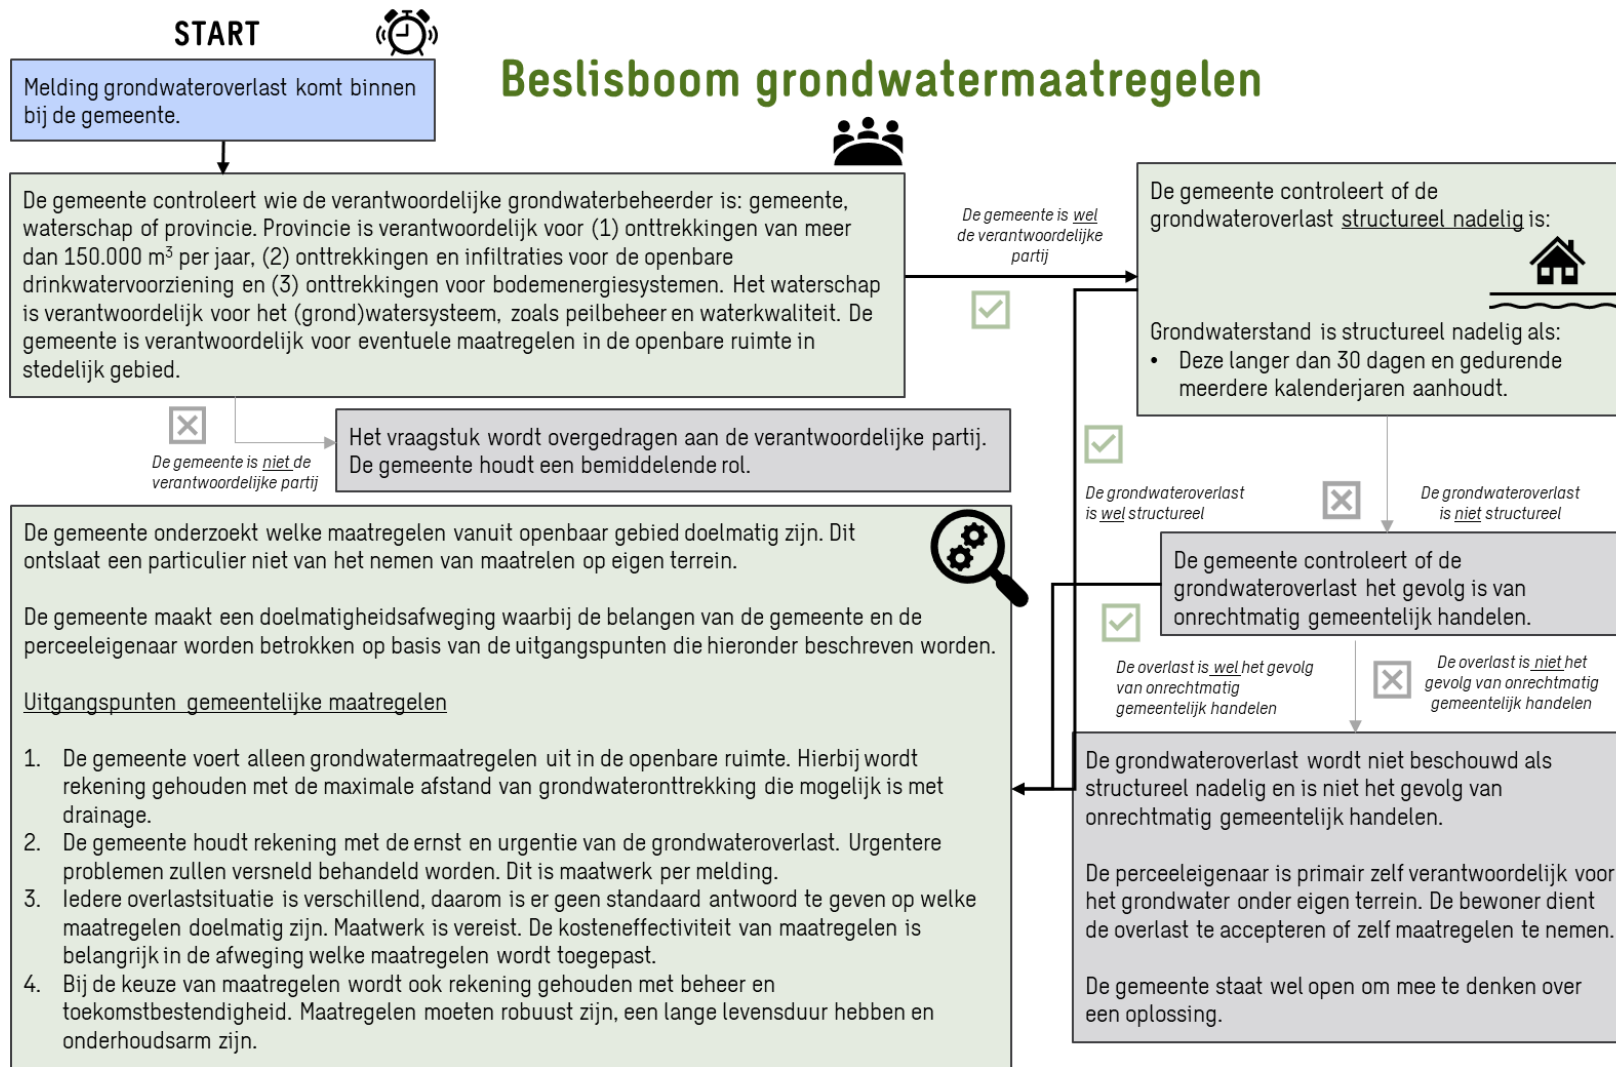 START
Beslisboom grondwatermaatregelen
Melding grondwateroverlast komt binnen
bij de gemeente.
De gemeente controleert wie de verantwoordelijke grondwaterbeheerder is: gemeente,
waterschap of provincie. Provincie is verantwoordelijk voor (1) onttrekkingen van meer
dan 150.000 m³ per jaar, (2) onttrekkingen en infiltraties voor de openbare
drinkwatervoorziening en (3) onttrekkingen voor bodemenergiesystemen. Het waterschap
is verantwoordelijk voor het (grond)watersysteem, zoals peilbeheer en waterkwaliteit. De
gemeente is verantwoordelijk voor eventuele maatregelen in de openbare ruimte in
stedelijk gebied.
De gemeente is wel
de verantwoordelijke
partij
De gemeente controleert of de
grondwateroverlast structureel nadelig is:
Grondwaterstand is structureel nadelig als:
• Deze langer dan 30 dagen en gedurende
meerdere kalenderjaren aanhoudt.
De gemeente is niet de
verantwoordelijke partij
Het vraagstuk wordt overgedragen aan de verantwoordelijke partij.
De gemeente houdt een bemiddelende rol.
De grondwateroverlast
is wel structureel
De grondwateroverlast
is niet structureel
De gemeente controleert of de
grondwateroverlast het gevolg is van
onrechtmatig gemeentelijk handelen.
De overlast is wel het gevolg
van onrechtmatig
gemeentelijk handelen
De overlast is niet het
gevolg van onrechtmatig
gemeentelijk handelen
De gemeente onderzoekt welke maatregelen vanuit openbaar gebied doelmatig zijn. Dit
ontslaat een particulier niet van het nemen van maatrelen op eigen terrein.
De gemeente maakt een doelmatigheidsafweging waarbij de belangen van de gemeente en de
perceeleigenaar worden betrokken op basis van de uitgangspunten die hieronder beschreven worden.
Uitgangspunten gemeentelijke maatregelen
1. De gemeente voert alleen grondwatermaatregelen uit in de openbare ruimte. Hierbij wordt
rekening gehouden met de maximale afstand van grondwateronttrekking die mogelijk is met
drainage.
2. De gemeente houdt rekening met de ernst en urgentie van de grondwateroverlast. Urgentere
problemen zullen versneld behandeld worden. Dit is maatwerk per melding.
3. Iedere overlastsituatie is verschillend, daarom is er geen standaard antwoord te geven op welke
maatregelen doelmatig zijn. Maatwerk is vereist. De kosteneffectiviteit van maatregelen is
belangrijk in de afweging welke maatregelen wordt toegepast.
4. Bij de keuze van maatregelen wordt ook rekening gehouden met beheer en
toekomstbestendigheid. Maatregelen moeten robuust zijn, een lange levensduur hebben en
onderhoudsarm zijn.
De grondwateroverlast wordt niet beschouwd als
structureel nadelig en is niet het gevolg van
onrechtmatig gemeentelijk handelen.
De perceeleigenaar is primair zelf verantwoordelijk voor
het grondwater onder eigen terrein. De bewoner dient
de overlast te accepteren of zelf maatregelen te nemen.
De gemeente staat wel open om mee te denken over
een oplossing.